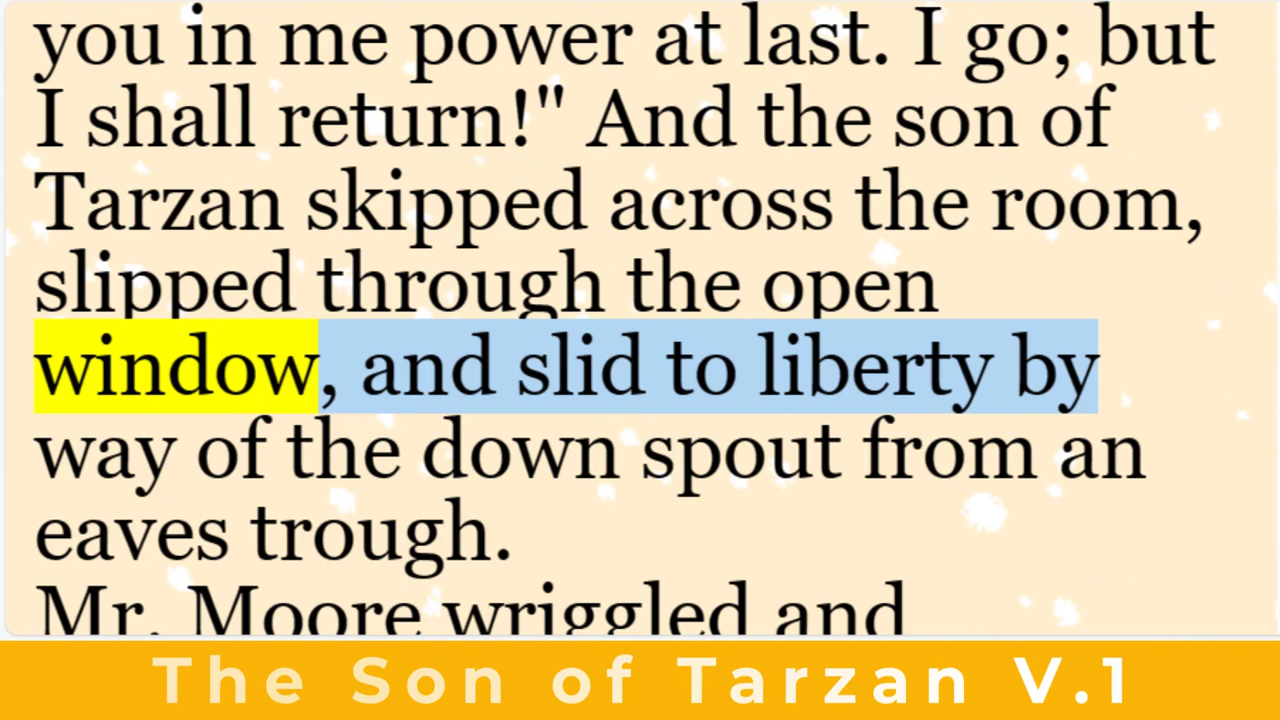 you in me power at last. I go; but
I shall return!" And the son of
Tarzan skipped across the room,
slipped through the open
window, and slid to liberty by
way of the down spout from an
eaves trough.
Mr. Moore wriggled and
The Son of Tarzan V.1